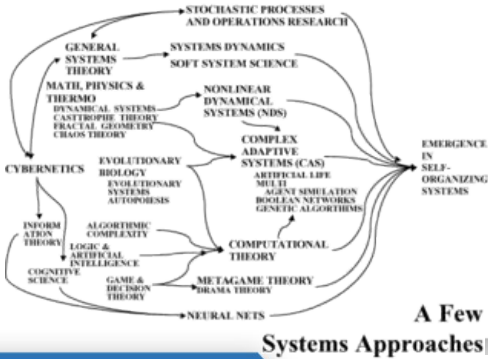 STOCHASTIC PROCESSES
AND OPERATIONS RESEARCH
GENERAL
SYSTEMS
THEORY
SYSTEMS DYNAMICS
SOFT SYSTEM SCIENCE
MATH, PHYSICS &
THERMO
DYNAMICAL SYSTEMS
CASTTROPHE THEORY
FRACTAL GEOMETRY
CHAOS THEORY
NONLINEAR
DYNAMICAL
SYSTEMS (NDS)
COMPLEX
ADAPTIVE
SYSTEMS (CAS)
ARTIFICIAL LIFE
MULTI
AGENT SIMULATION
BOOLEAN NETWORKS
GENETIC ALGORTHIMS
EMERGENCE
IN
SELF-
ORGANIZING
SYSTEMS
CYBERNETICS
EVOLUTIONARY
BIOLOGY
EVOLUTIONARY
SYSTEMS
AUTOPOIESIS
INFORM
ATION
THEORY
ALGORTHMIC
COMPLEXITY
LOGIC &
ARTIFICIAL
INTELLIGENCE
COMPUTATIONAL
THEORY
COGNITIVE
SCIENCE
GAME &
DECISION
THEORY
METAGAME THEORY
DRAMA THEORY
NEURAL NETS
A Few
Systems Approaches